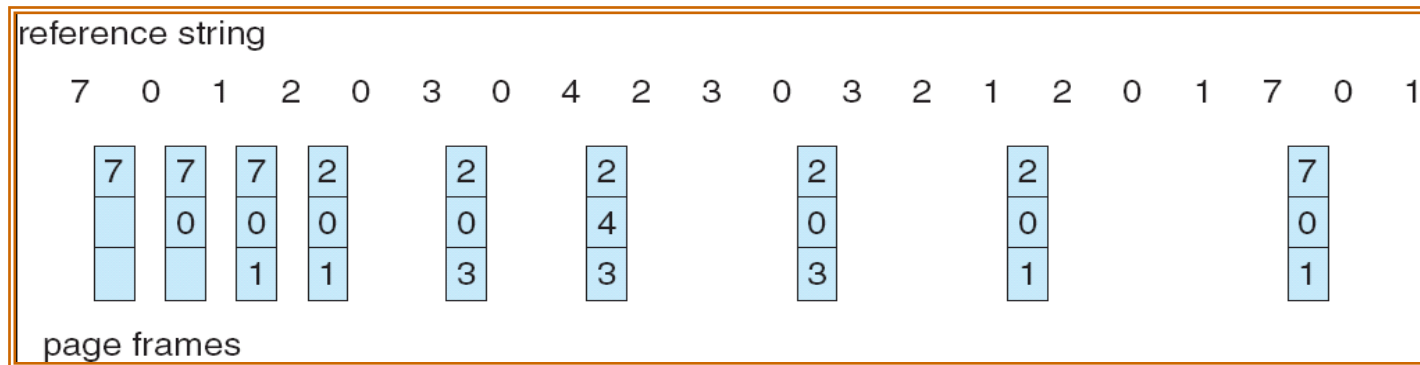 reference string
7 0 1 2 0 3 0 4 2 3 0 3 2 1 2 0 1 7 0 1
7 7 7 2 2 2 2 2 7
0 0 0 0 4 0 0 0
1 1 3 3 3 1 1
page frames